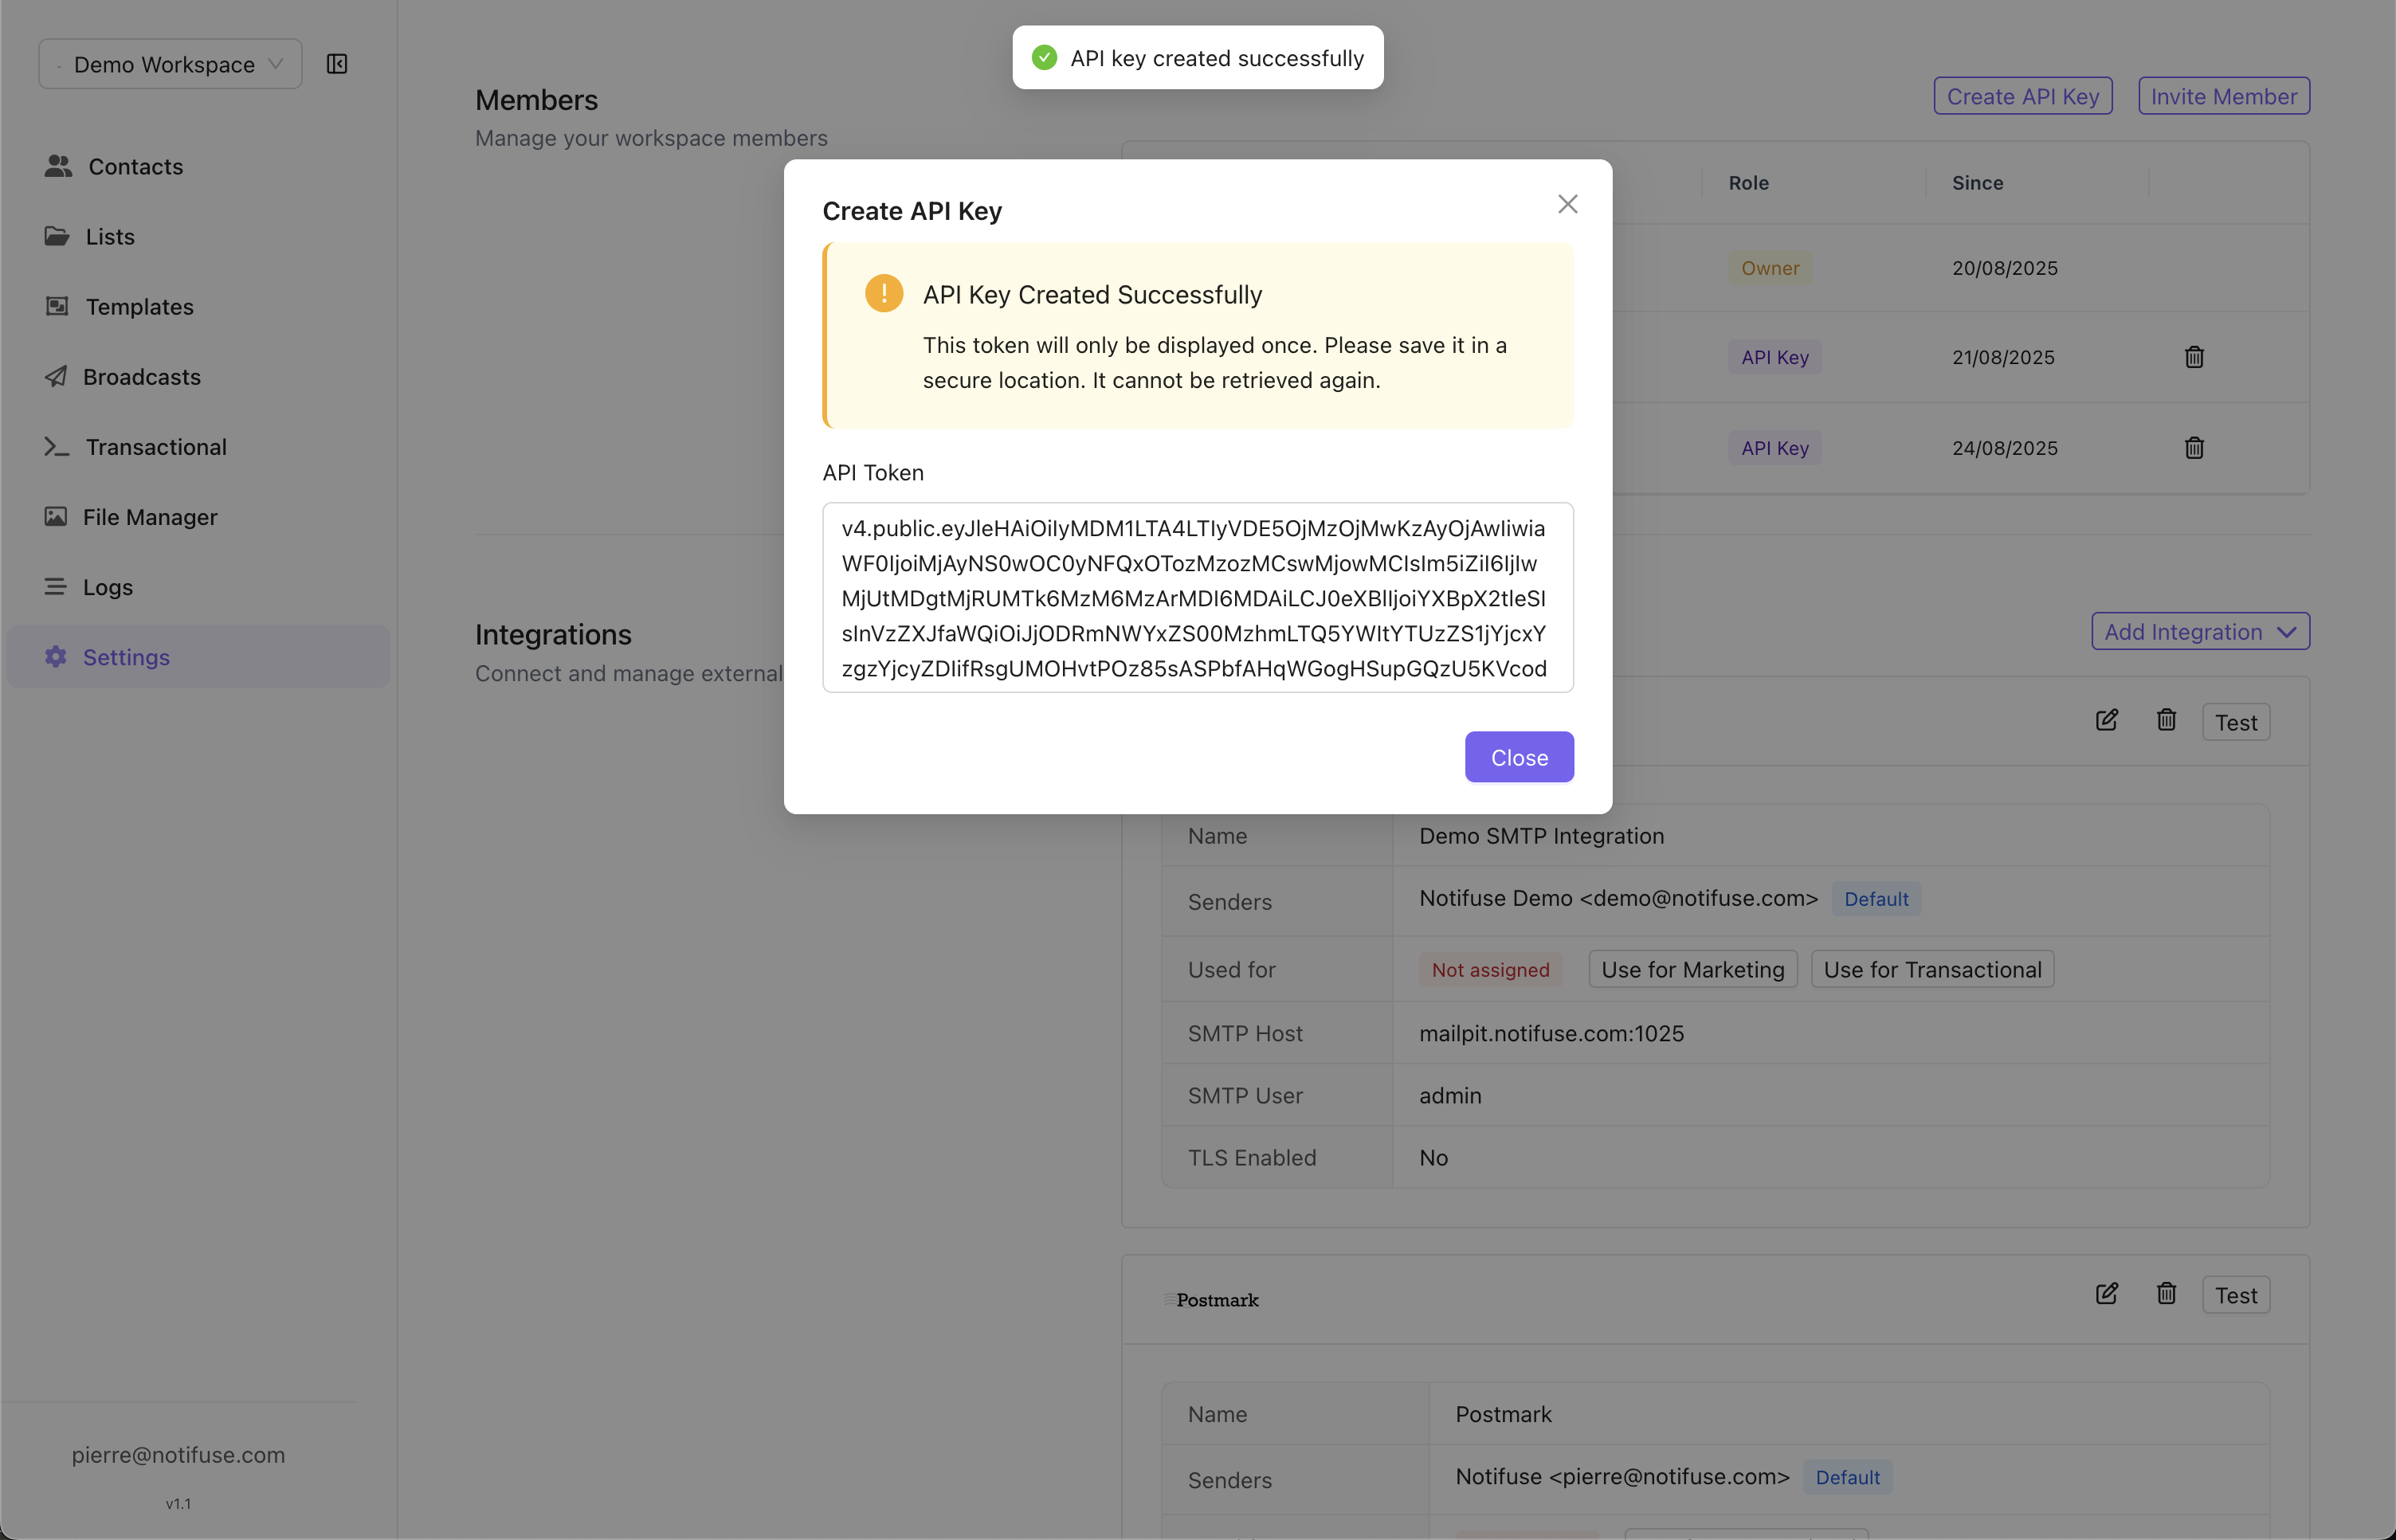 Demo Workspace
Contacts
Lists
Templates
Broadcasts
Transactional
File Manager
Logs
Settings
pierre@notifuse.com
v1.1
API key created successfully
Members
Manage your workspace members
Create API Key
Invite Member
Role
Since
Owner
20/08/2025
API Key
21/08/2025
API Key
24/08/2025
Create API Key
API Key Created Successfully
This token will only be displayed once. Please save it in a
secure location. It cannot be retrieved again.
API Token
v4.public.eyJleHAiOiIyMDM1LTA4LTIyVDE5OjMzOjMwKzAyOjAwIiwia
WF0IjoiMjAyNS0wOC0yNFQxOTozMzozMCswMjowMCIsIm5iZiI6IjIw
MjUtMDgtMjRUMTk6MzM6MzArMDI6MDAiLCJ0eXBlIjoiYXBpX2tleSI
sInVzZXJfaWQiOiJjODRmNWYxZS00MzhmLTQ5YWItYTUzZS1jYjcxY
zgzYjcyZDIifRsgUMOHvtPOz85sASPbfAHqWGogHSupGQzU5KVcod
Close
Integrations
Connect and manage external
Add Integration
Test
Name
Demo SMTP Integration
Senders
Notifuse Demo <demo@notifuse.com>
Default
Used for
Not assigned
Use for Marketing
Use for Transactional
SMTP Host
mailpit.notifuse.com:1025
SMTP User
admin
TLS Enabled
No
Postmark
Test
Name
Postmark
Senders
Notifuse <pierre@notifuse.com>
Default